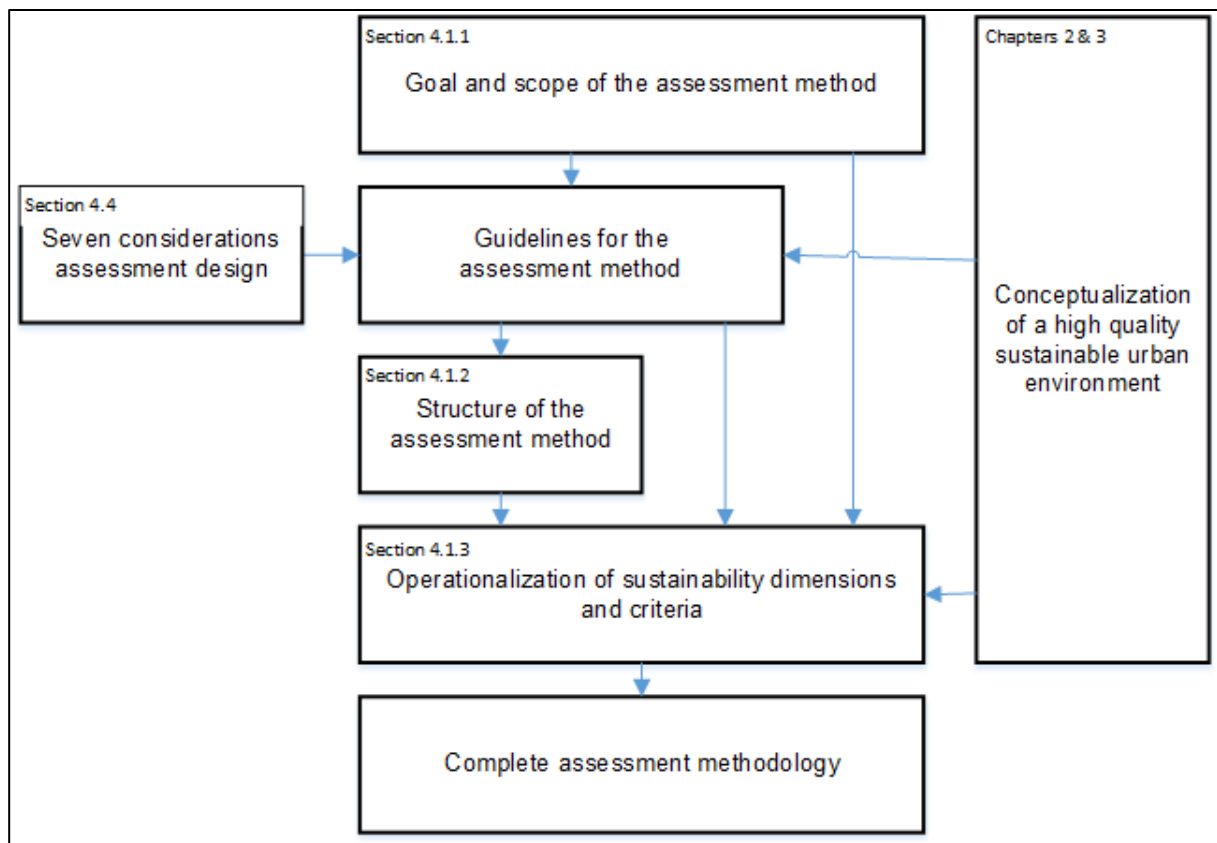 Section 4.1.1
Goal and scope of the assessment method
Chapters 2 & 3
Conceptualization
of a high quality
sustainable urban
environment
Section 4.4
Seven considerations
assessment design
Guidelines for the
assessment method
Section 4.1.2
Structure of the
assessment method
Section 4.1.3
Operationalization of sustainability dimensions
and criteria
Complete assessment methodology